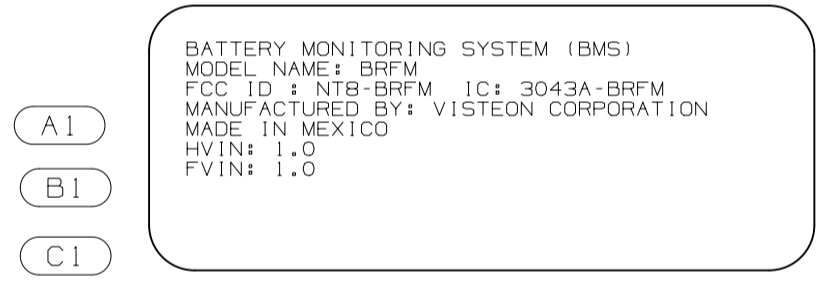 BATTERY MONITORING SYSTEM (BMS)
MODEL NAME: BRFM
FCC ID : NT8-BRFM IC: 3043A-BRFM
MANUFACTURED BY: VISTEON CORPORATION
MADE IN MEXICO
HVIN: 1.0
FVIN: 1.0
A1
B1
C1